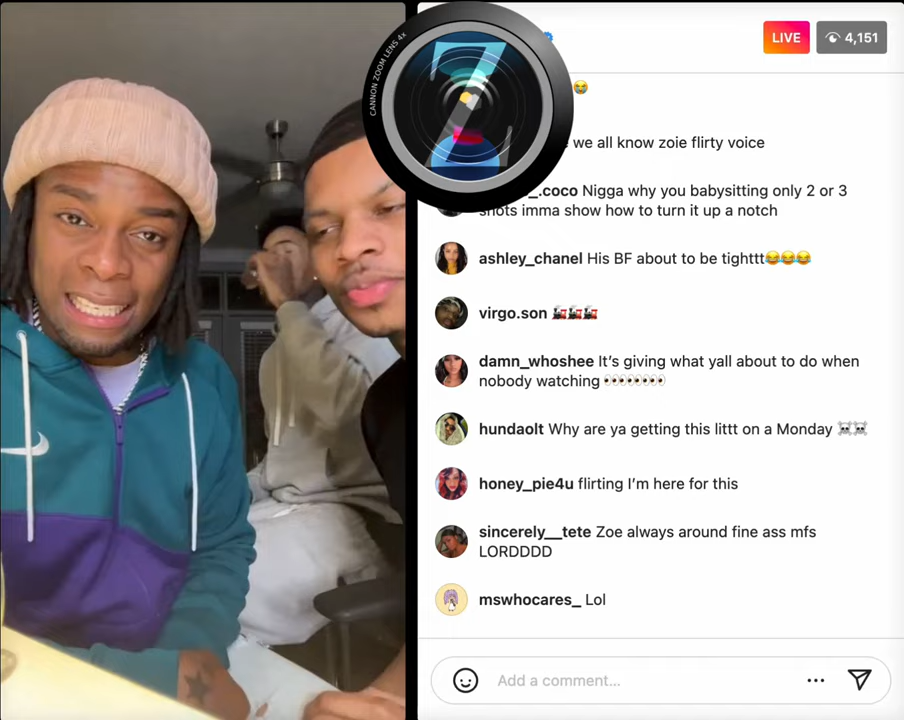 CANNON ZOOM LENS 4x
Z
LIVE
4,151
😭
we all know zoie flirty voice
_.coco Nigga why you babysitting only 2 or 3
shots imma show how to turn it up a notch
ashley_chanel His BF about to be tighttt😂😂😂
virgo.son 🚂🚂🚂
damn_whoshee It’s giving what yall about to do when
nobody watching 👀👀👀👀
hundaolt Why are ya getting this littt on a Monday ☠️☠️
honey_pie4u flirting I’m here for this
sincerely__tete Zoe always around fine ass mfs
LORDDDD
mswhocares_ Lol
Add a comment...